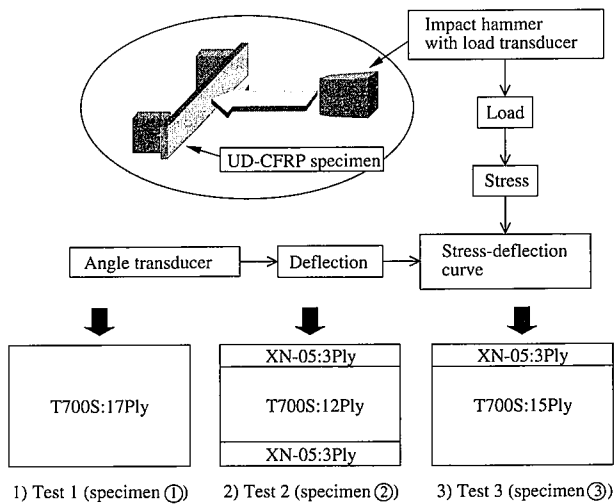 Impact hammer
with load transducer
Load
UD-CFRP specimen
Stress
Angle transducer
Deflection
Stress-deflection
curve
T700S:17Ply
XN-05:3Ply
T700S:12Ply
XN-05:3Ply
XN-05:3Ply
T700S:15Ply
1) Test 1 (specimen ①)
2) Test 2 (specimen ②)
3) Test 3 (specimen ③)